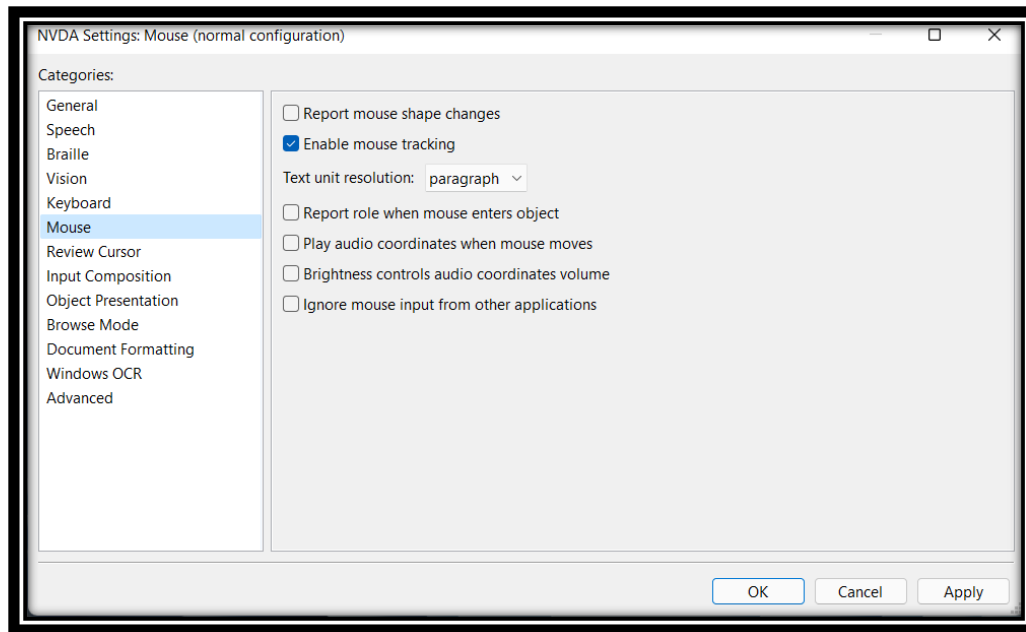 NVDA Settings: Mouse (normal configuration)
Categories:
General
Speech
Braille
Vision
Keyboard
Mouse
Review Cursor
Input Composition
Object Presentation
Browse Mode
Document Formatting
Windows OCR
Advanced
Report mouse shape changes
Enable mouse tracking
Text unit resolution: paragraph
Report role when mouse enters object
Play audio coordinates when mouse moves
Brightness controls audio coordinates volume
Ignore mouse input from other applications
OK Cancel Apply